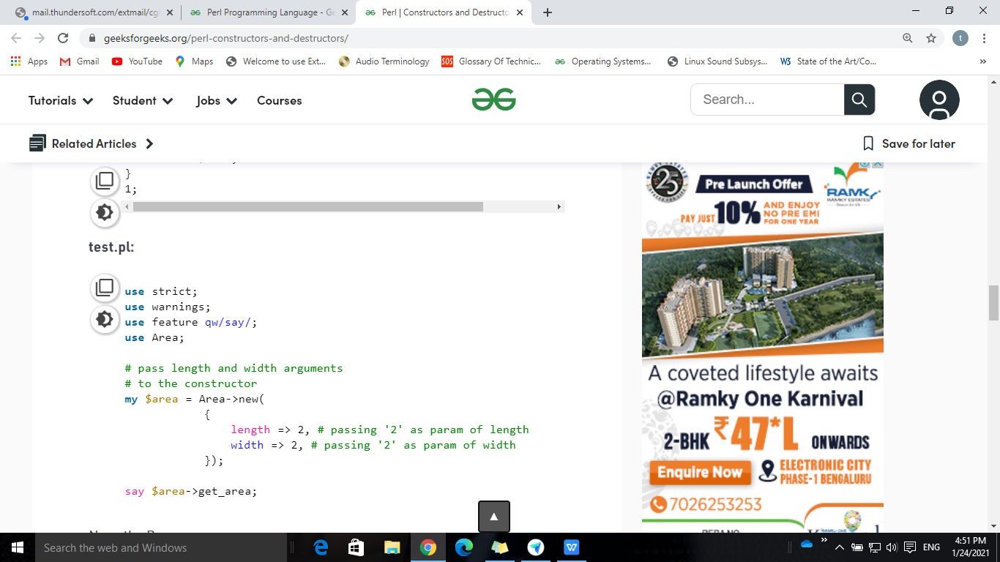 mail.thundersoft.com/extmail/cg
Perl Programming Language - Ge
Perl | Constructors and Destructo
geeksforgeeks.org/perl-constructors-and-destructors/
t
Apps
Gmail
YouTube
Maps
Welcome to use Ext...
Audio Terminology
SOS Glossary Of Technic...
Operating Systems...
Linux Sound Subsys...
W3 State of the Art/Co...
Tutorials
Student
Jobs
Courses
Search...
Related Articles
Save for later
}
1;
test.pl:
use strict;
use warnings;
use feature qw/say/;
use Area;
# pass length and width arguments
# to the constructor
my $area = Area->new(
{
length => 2, # passing '2' as param of length
width => 2, # passing '2' as param of width
});
say $area->get_area;
25
Pre Launch Offer
RAMKY
RAMKY ESTATES
PAY JUST 10% AND ENJOY
NO PRE EMI
FOR ONE YEAR
A coveted lifestyle awaits
@Ramky One Karnival
2-BHK ₹47*L ONWARDS
Enquire Now
ELECTRONIC CITY
PHASE-1 BENGALURU
7026253253
Search the web and Windows
ENG
4:51 PM
1/24/2021